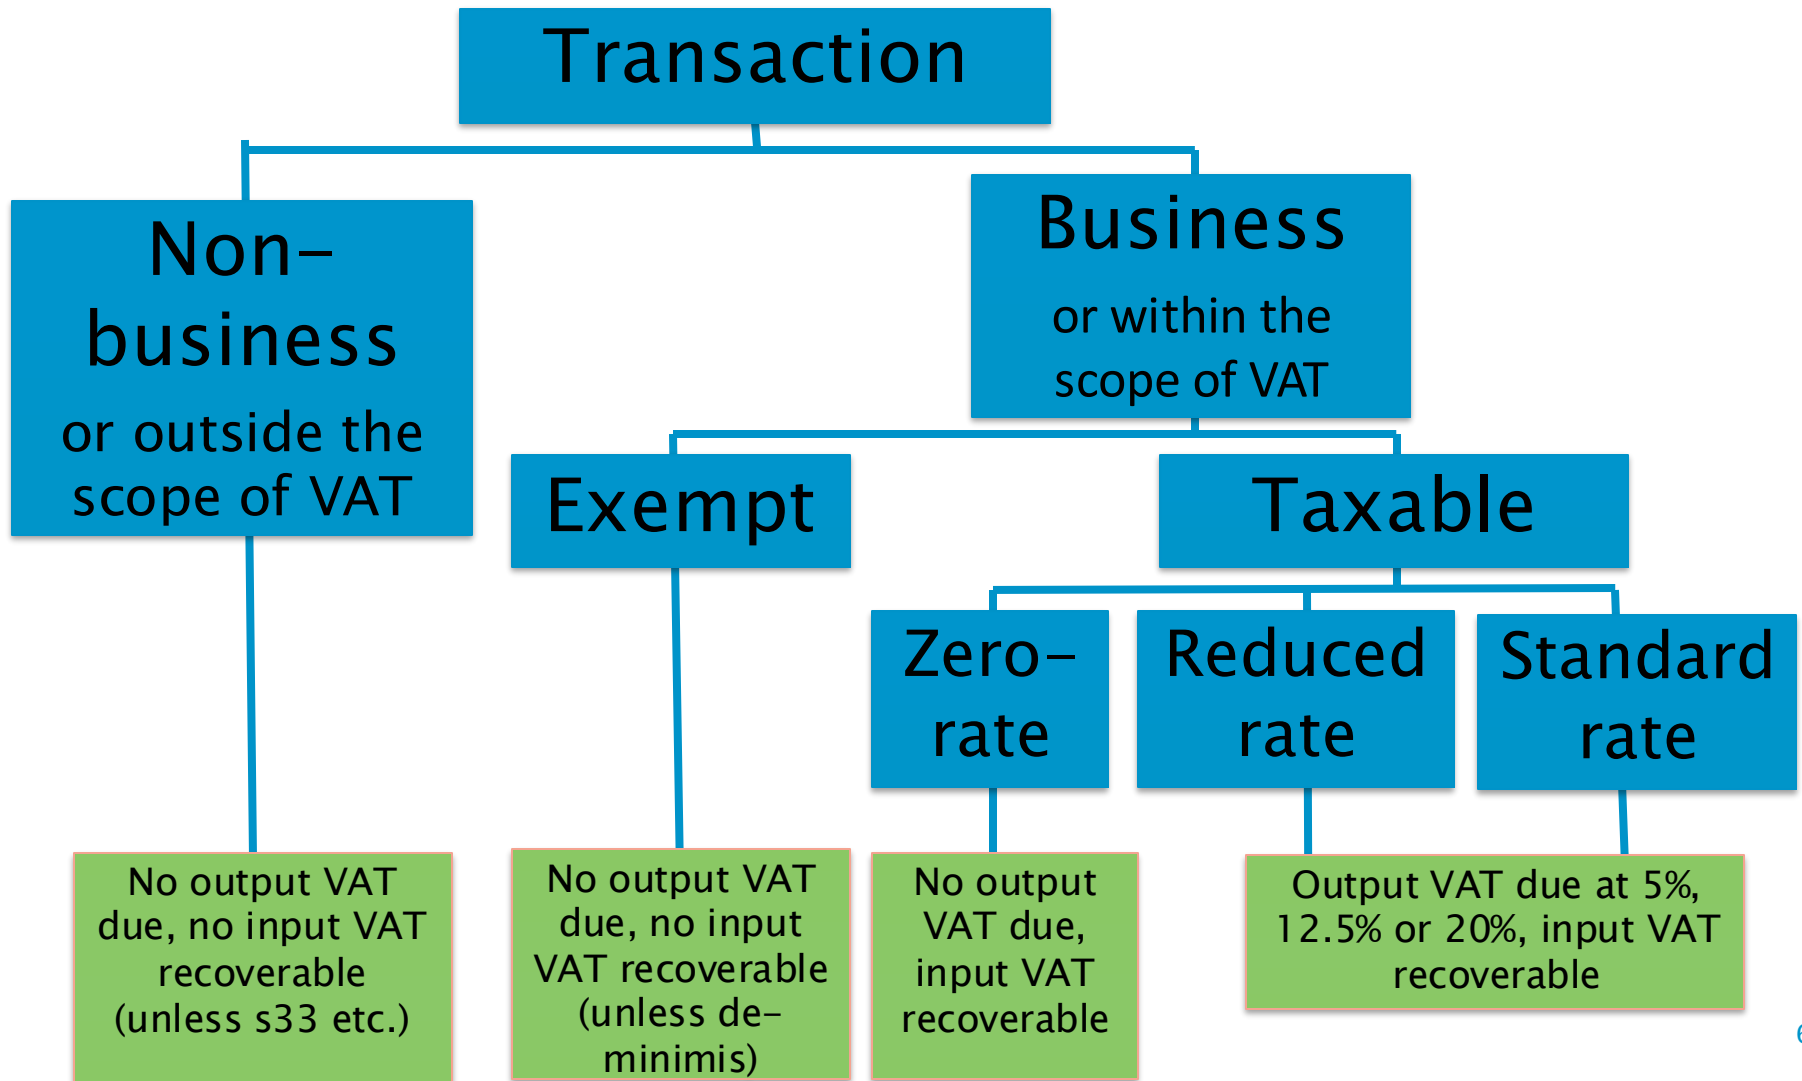 Transaction
Non-
business
or outside the
scope of VAT
Business
or within the
scope of VAT
Exempt
Taxable
Zero-
rate
Reduced
rate
Standard
rate
No output VAT
due, no input VAT
recoverable
(unless s33 etc.)
No output VAT
due, no input
VAT recoverable
(unless de-
minimis)
No output
VAT due,
input VAT
recoverable
Output VAT due at 5%,
12.5% or 20%, input VAT
recoverable
6